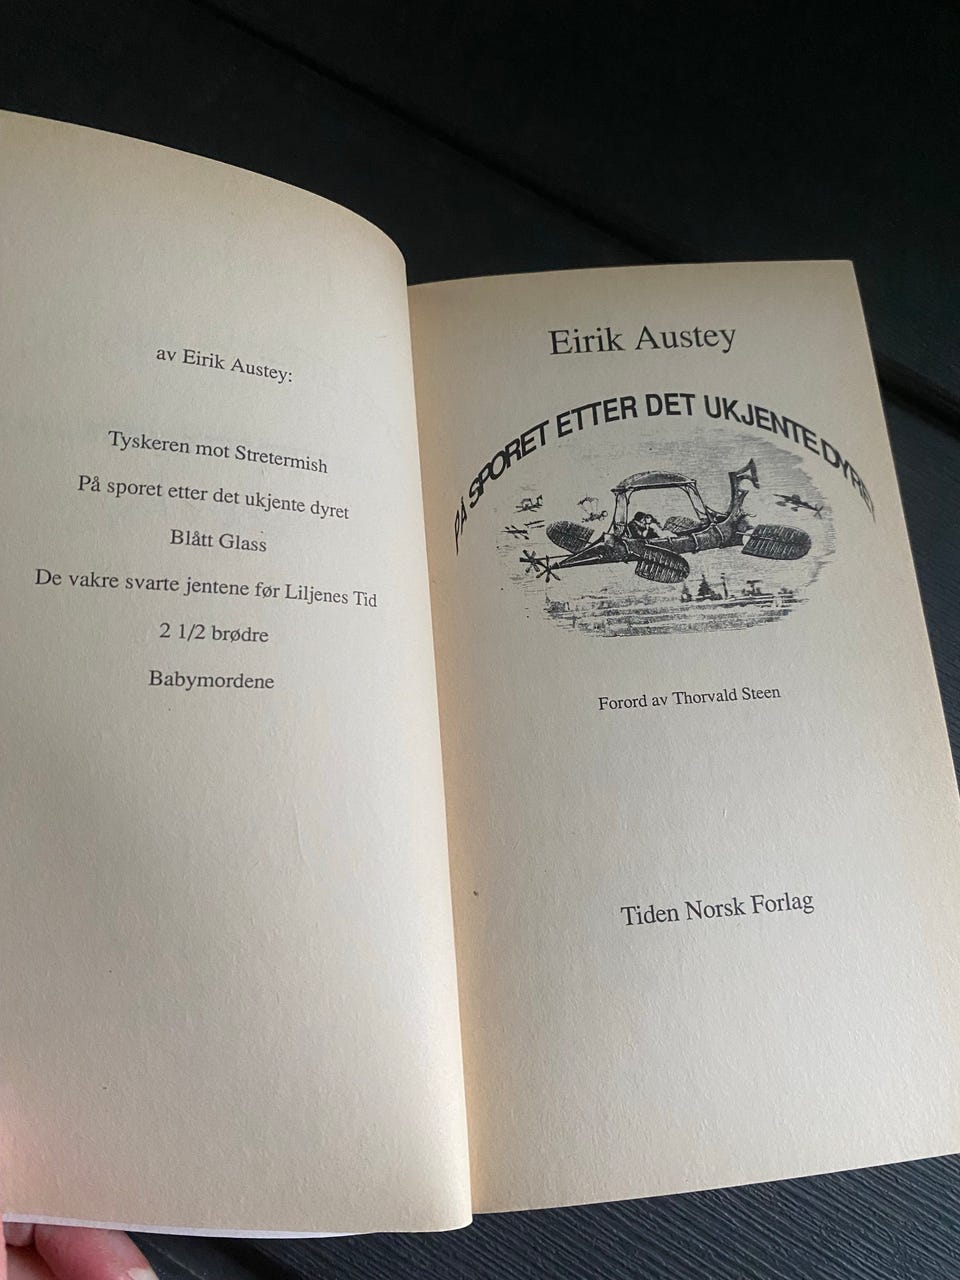 av Eirik Austey:
Tyskeren mot Stretermish
På sporet etter det ukjente dyret
Blått Glass
De vakre svarte jentene før Liljenes Tid
2 1/2 brødre
Babymordene
Eirik Austey
PÅ SPORET ETTER DET UKJENTE DYRET
Forord av Thorvald Steen
Tiden Norsk Forlag